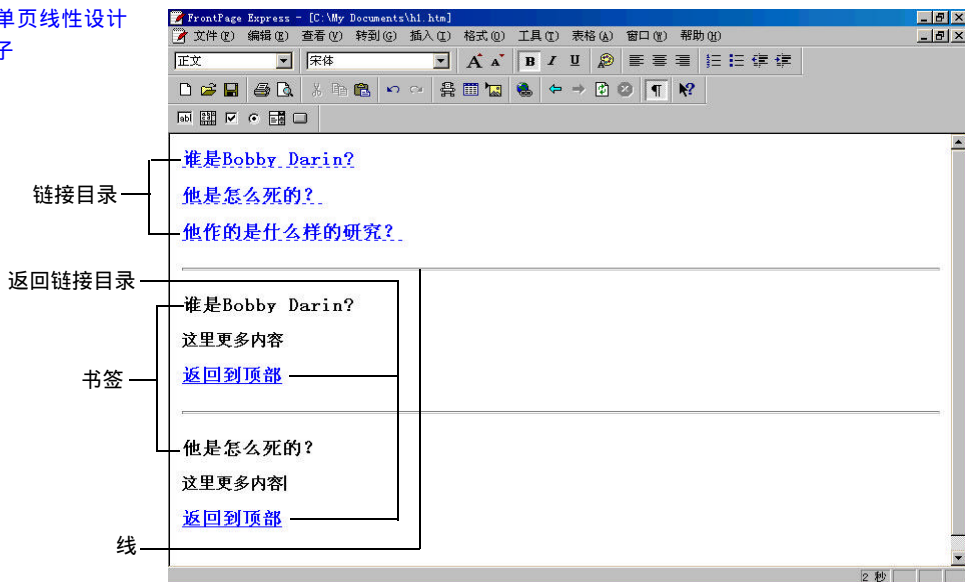 单页线性设计
子
FrontPage Express - [C:\My Documents\h1.htm]
文件(F) 编辑(E) 查看(V) 转到(G) 插入(I) 格式(O) 工具(T) 表格(A) 窗口(W) 帮助(H)
正文 宋体 A A B I U
abl
谁是Bobby Darin?
他是怎么死的?
链接目录
他作的是什么样的研究?
返回链接目录
谁是Bobby Darin?
这里更多内容
返回到顶部
书签
他是怎么死的?
这里更多内容
返回到顶部
线
2 秒